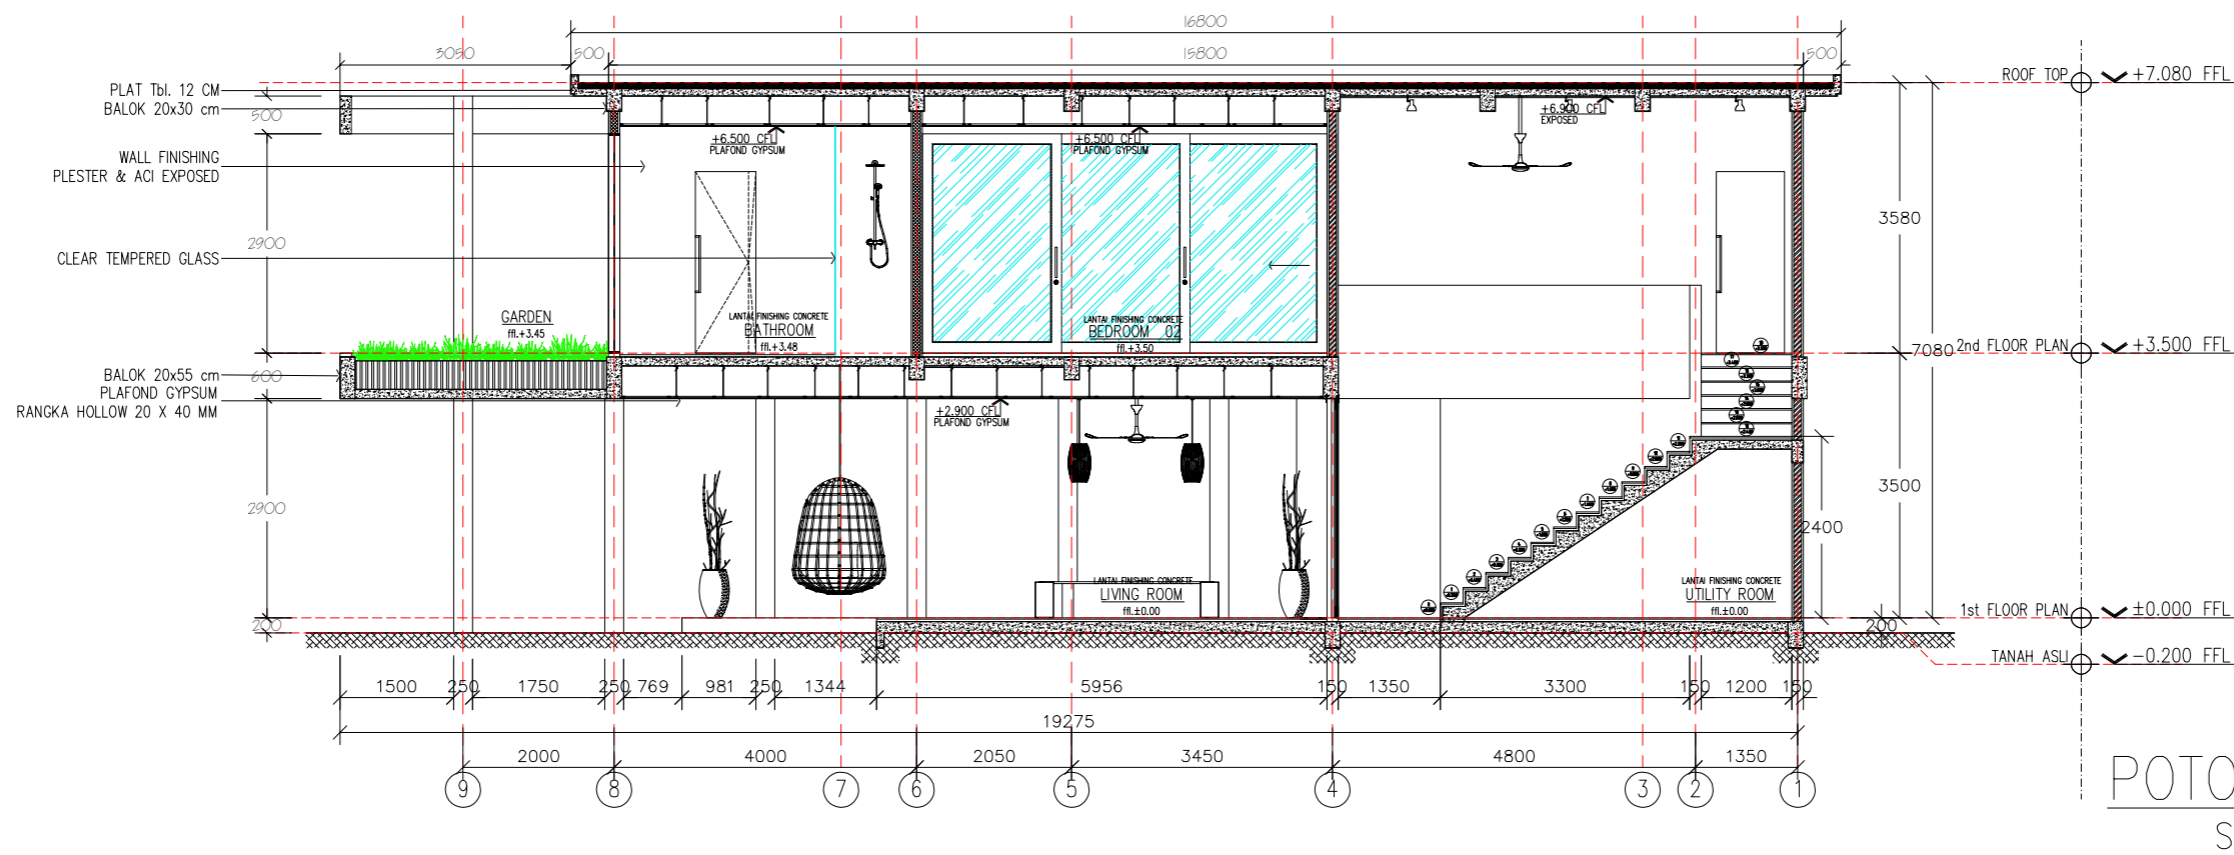 16800
3050
500
15800
500
PLAT Tbl. 12 CM
BALOK 20x30 cm
500
WALL FINISHING
PLESTER & ACI EXPOSED
2900
CLEAR TEMPERED GLASS
GARDEN
ffl.+3.45
600
BALOK 20x55 cm
PLAFOND GYPSUM
RANGKA HOLLOW 20 X 40 MM
2900
200
+6.500 CFL
PLAFOND GYPSUM
LANTAI FINISHING CONCRETE
BATHROOM
ffl.+3.48
+6.500 CFL
PLAFOND GYPSUM
LANTAI FINISHING CONCRETE
BEDROOM 02
ffl.+3.50
+6.900 CFL
EXPOSED
+2.900 CFL
PLAFOND GYPSUM
LANTAI FINISHING CONCRETE
LIVING ROOM
ffl.±0.00
LANTAI FINISHING CONCRETE
UTILITY ROOM
ffl.±0.00
2400
3580
7080
3500
200
ROOF TOP
+7.080 FFL
2nd FLOOR PLAN
+3.500 FFL
1st FLOOR PLAN
±0.000 FFL
TANAH ASLI
-0.200 FFL
1500
250
1750
250
769
981
250
1344
5956
150
1350
3300
150
1200
150
19275
2000
4000
2050
3450
4800
1350
9
8
7
6
5
4
3
2
1
POTO
S